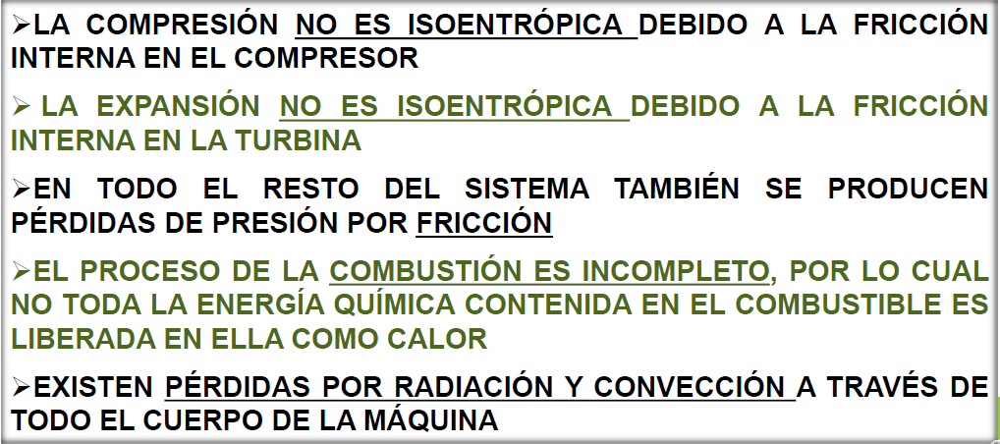 ➢LA COMPRESIÓN NO ES ISOENTRÓPICA DEBIDO A LA FRICCIÓN
INTERNA EN EL COMPRESOR
➢ LA EXPANSIÓN NO ES ISOENTRÓPICA DEBIDO A LA FRICCIÓN
INTERNA EN LA TURBINA
➢EN TODO EL RESTO DEL SISTEMA TAMBIÉN SE PRODUCEN
PÉRDIDAS DE PRESIÓN POR FRICCIÓN
➢EL PROCESO DE LA COMBUSTIÓN ES INCOMPLETO, POR LO CUAL
NO TODA LA ENERGÍA QUÍMICA CONTENIDA EN EL COMBUSTIBLE ES
LIBERADA EN ELLA COMO CALOR
➢EXISTEN PÉRDIDAS POR RADIACIÓN Y CONVECCIÓN A TRAVÉS DE
TODO EL CUERPO DE LA MÁQUINA